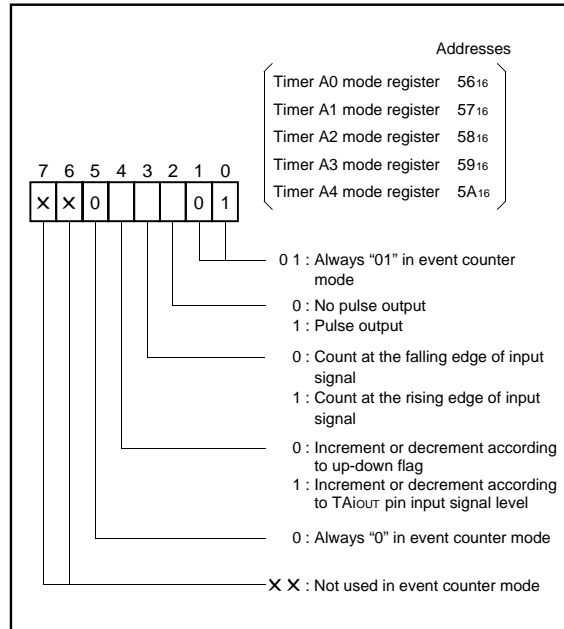 Addresses
Timer A0 mode register 56₁₆
Timer A1 mode register 57₁₆
Timer A2 mode register 58₁₆
Timer A3 mode register 59₁₆
Timer A4 mode register 5A₁₆
7 6 5 4 3 2 1 0
× × 0 0 1
0 1 : Always “01” in event counter
mode
0 : No pulse output
1 : Pulse output
0 : Count at the falling edge of input
signal
1 : Count at the rising edge of input
signal
0 : Increment or decrement according
to up-down flag
1 : Increment or decrement according
to TAiOUT pin input signal level
0 : Always “0” in event counter mode
× × : Not used in event counter mode